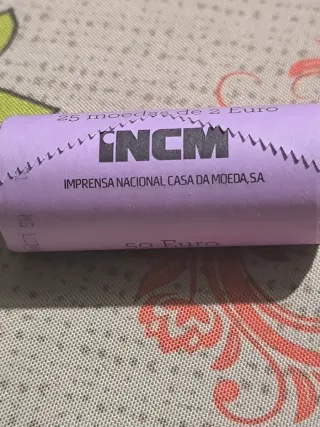 25 moedas de 2 Euro
INCM
IMPRENSA NACIONAL CASA DA MOEDA, S.A.
50 Euro